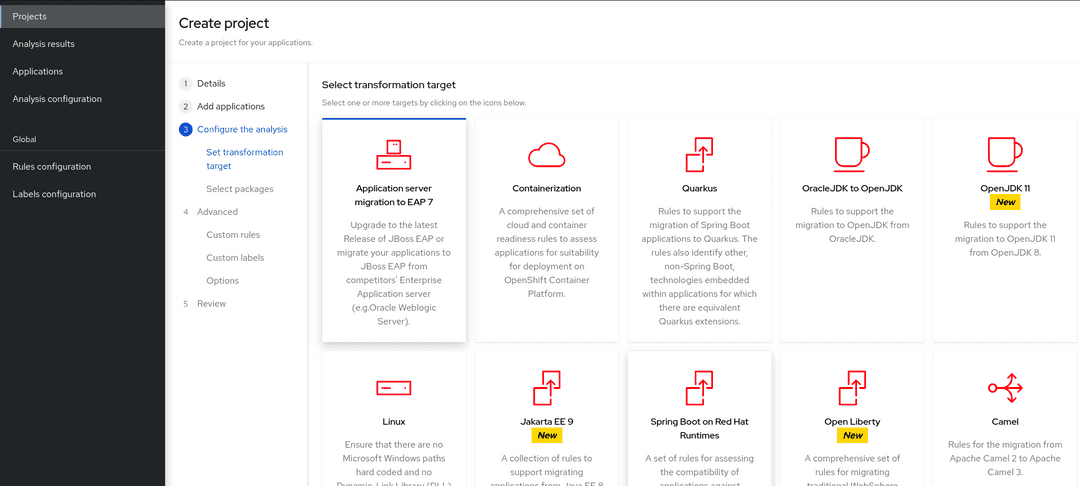 Projects
Analysis results
Applications
Analysis configuration
Global
Rules configuration
Labels configuration
Create project
Create a project for your applications.
1 Details
2 Add applications
3 Configure the analysis
Set transformation
target
Select packages
4 Advanced
Custom rules
Custom labels
Options
5 Review
Select transformation target
Select one or more targets by clicking on the icons below.
Application server
migration to EAP 7
Upgrade to the latest
Release of JBoss EAP or
migrate your applications to
JBoss EAP from
competitors' Enterprise
Application server
(e.g.Oracle Weblogic
Server).
Containerization
A comprehensive set of
cloud and container
readiness rules to assess
applications for suitability
for deployment on
OpenShift Container
Platform.
Quarkus
Rules to support the
migration of Spring Boot
applications to Quarkus. The
rules also identify other,
non-Spring Boot,
technologies embedded
within applications for which
there are equivalent
Quarkus extensions.
OracleJDK to OpenJDK
Rules to support the
migration to OpenJDK from
OracleJDK.
OpenJDK 11
New
Rules to support the
migration to OpenJDK 11
from OpenJDK 8.
Linux
Ensure that there are no
Microsoft Windows paths
hard coded and no
Dynamic-Link Library (DLL)
Jakarta EE 9
New
A collection of rules to
support migrating
applications from Java EE 8
Spring Boot on Red Hat
Runtimes
A set of rules for assessing
the compatibility of
applications against
Open Liberty
New
A comprehensive set of
rules for migrating
traditional WebSphere
Camel
Rules for the migration from
Apache Camel 2 to Apache
Camel 3.